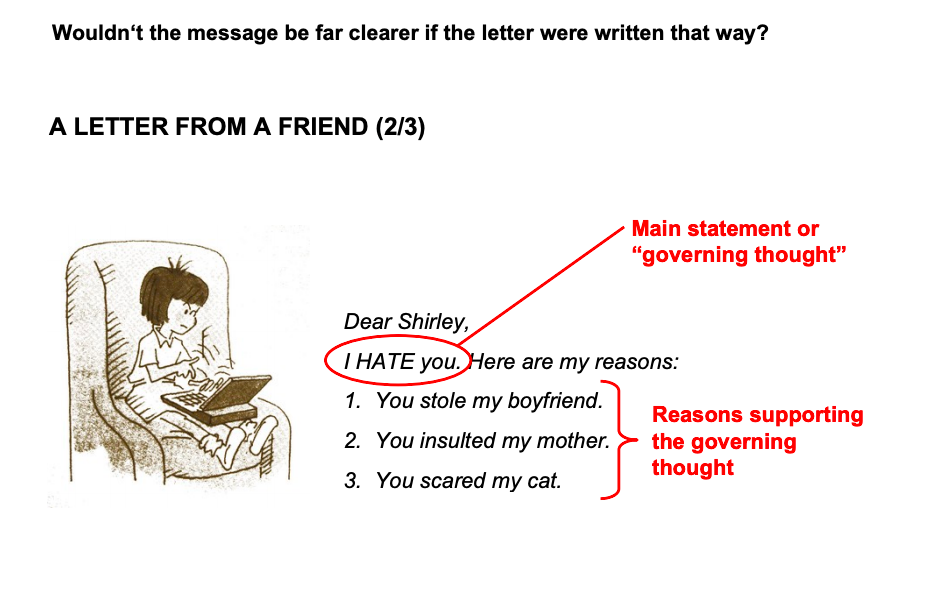 Wouldn‘t the message be far clearer if the letter were written that way?
A LETTER FROM A FRIEND (2/3)
Main statement or
“governing thought”
Dear Shirley,
I HATE you. Here are my reasons:
1. You stole my boyfriend.
2. You insulted my mother.
3. You scared my cat.
Reasons supporting
the governing
thought